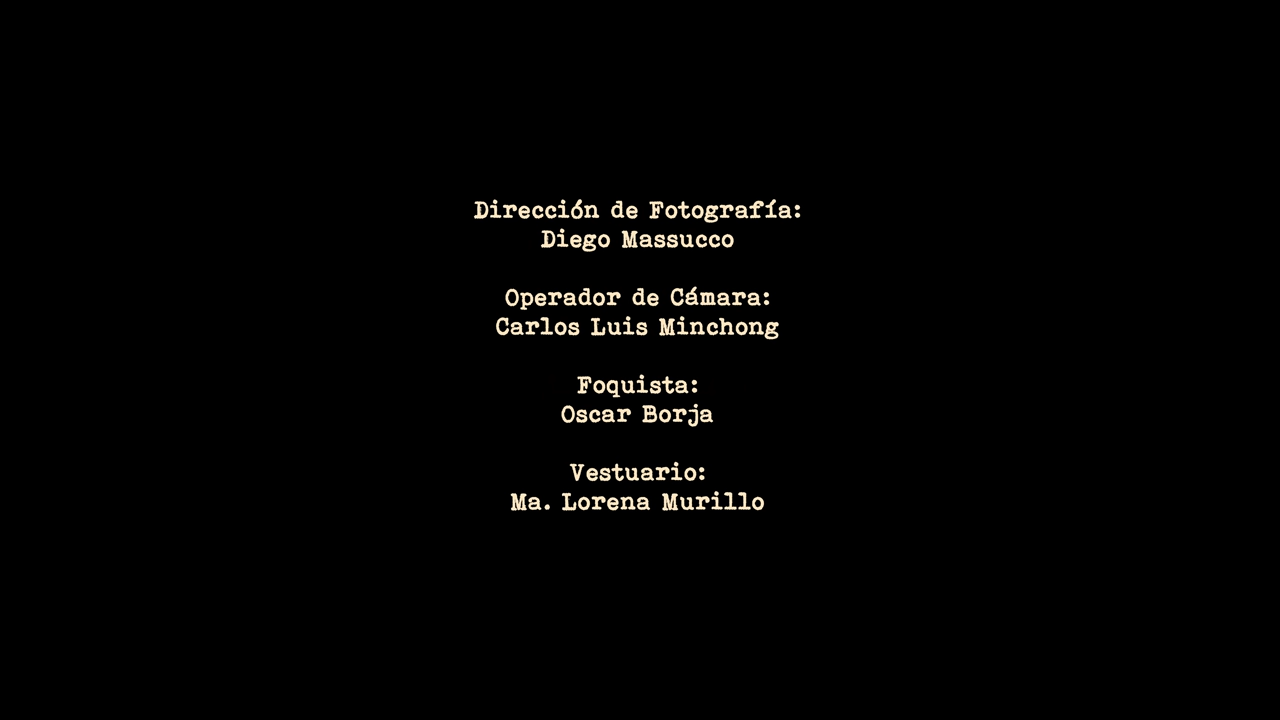 Dirección de Fotografía:
Diego Massucco
Operador de Cámara:
Carlos Luis Minchong
Foquista:
Oscar Borja
Vestuario:
Ma. Lorena Murillo